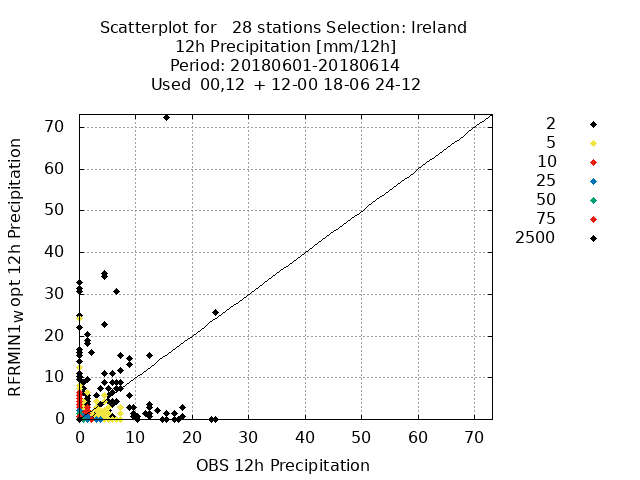 Scatterplot for 28 stations Selection: Ireland
12h Precipitation [mm/12h]
Period: 20180601-20180614
Used 00,12 + 12-00 18-06 24-12
70
60
50
40
30
20
10
0
0 10 20 30 40 50 60 70
RFRMIN1W opt 12h Precipitation
OBS 12h Precipitation
2
5
10
25
50
75
2500